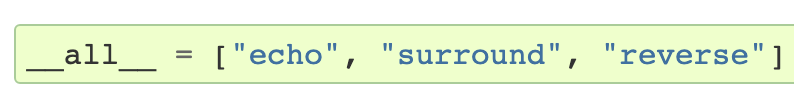 __all__ = ["echo", "surround", "reverse"]